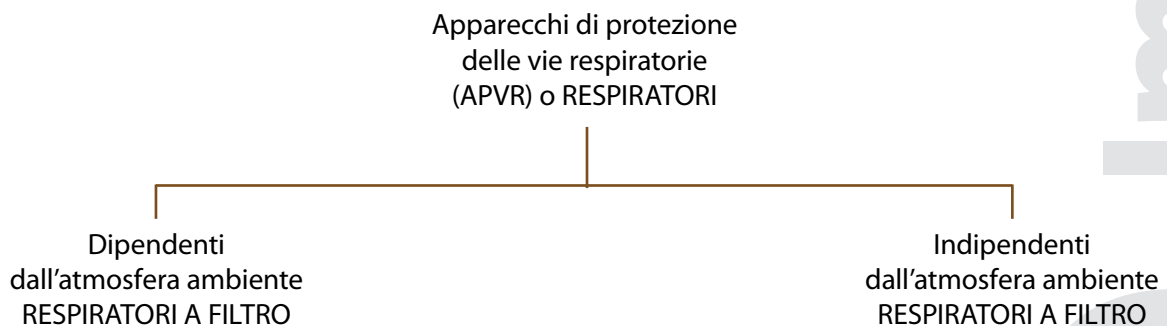 Apparecchi di protezione
delle vie respiratorie
(APVR) o RESPIRATORI
Dipendenti
dall'atmosfera ambiente
RESPIRATORI A FILTRO
Indipendenti
dall'atmosfera ambiente
RESPIRATORI A FILTRO